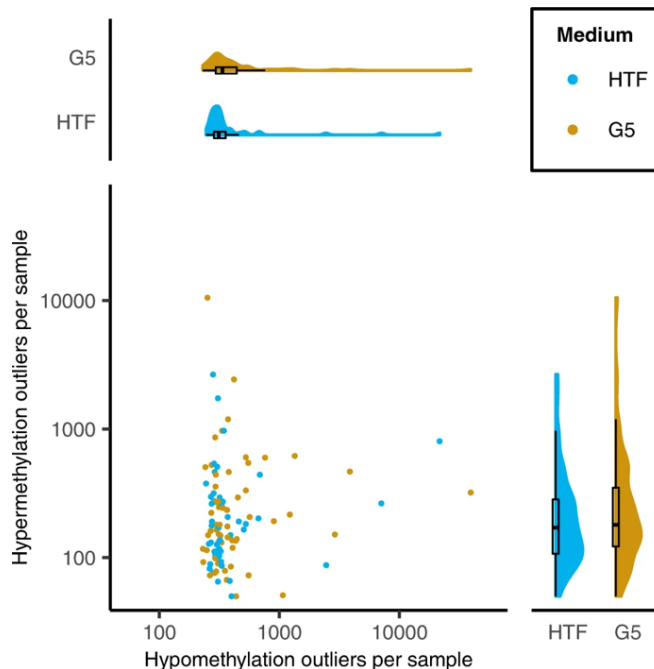 G5
HTF
Medium
HTF
G5
Hypermethylation outliers per sample
10000
1000
100
100
1000
10000
Hypomethylation outliers per sample
HTF
G5